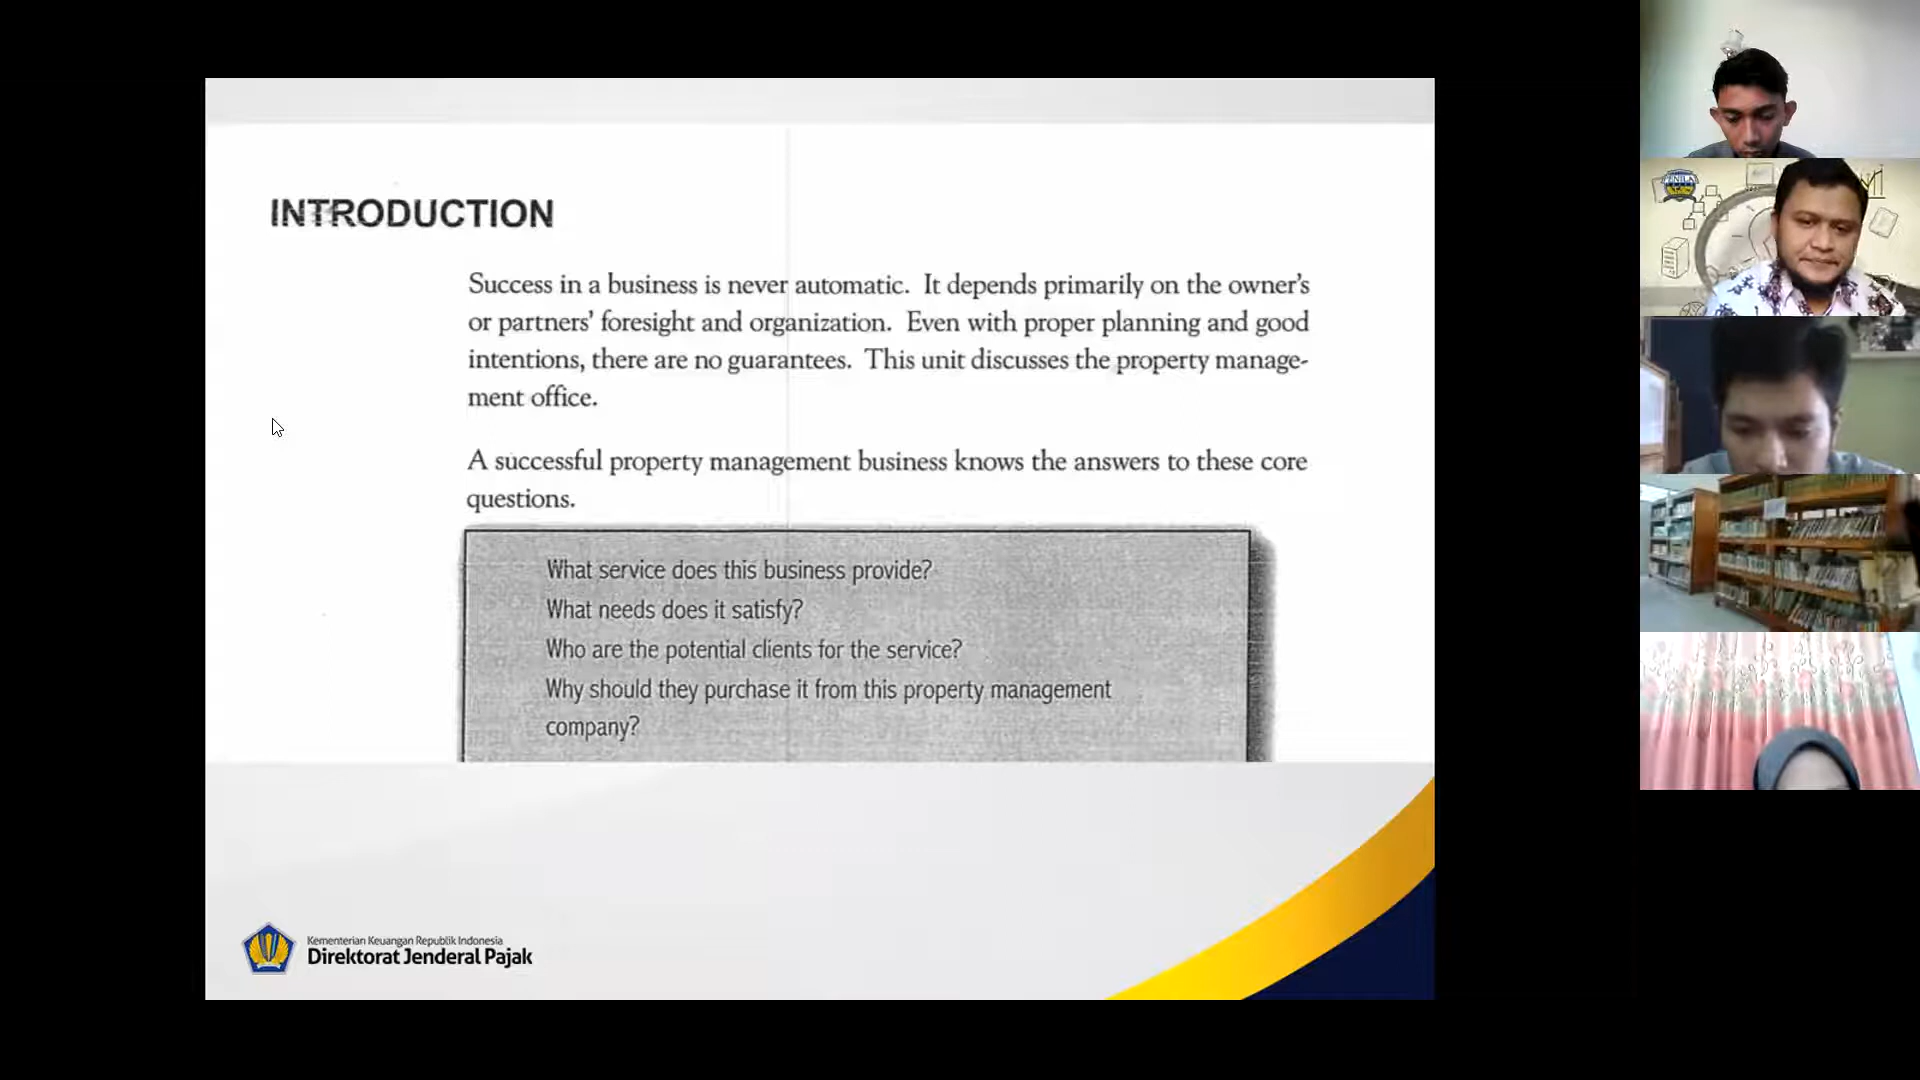 INTRODUCTION
Success in a business is never automatic. It depends primarily on the owner's
or partners' foresight and organization. Even with proper planning and good
intentions, there are no guarantees. This unit discusses the property manage-
ment office.
A successful property management business knows the answers to these core
questions.
What service does this business provide?
What needs does it satisfy?
Who are the potential clients for the service?
Why should they purchase it from this property management
company?
Kementerian Keuangan Republik Indonesia
Direktorat Jenderal Pajak